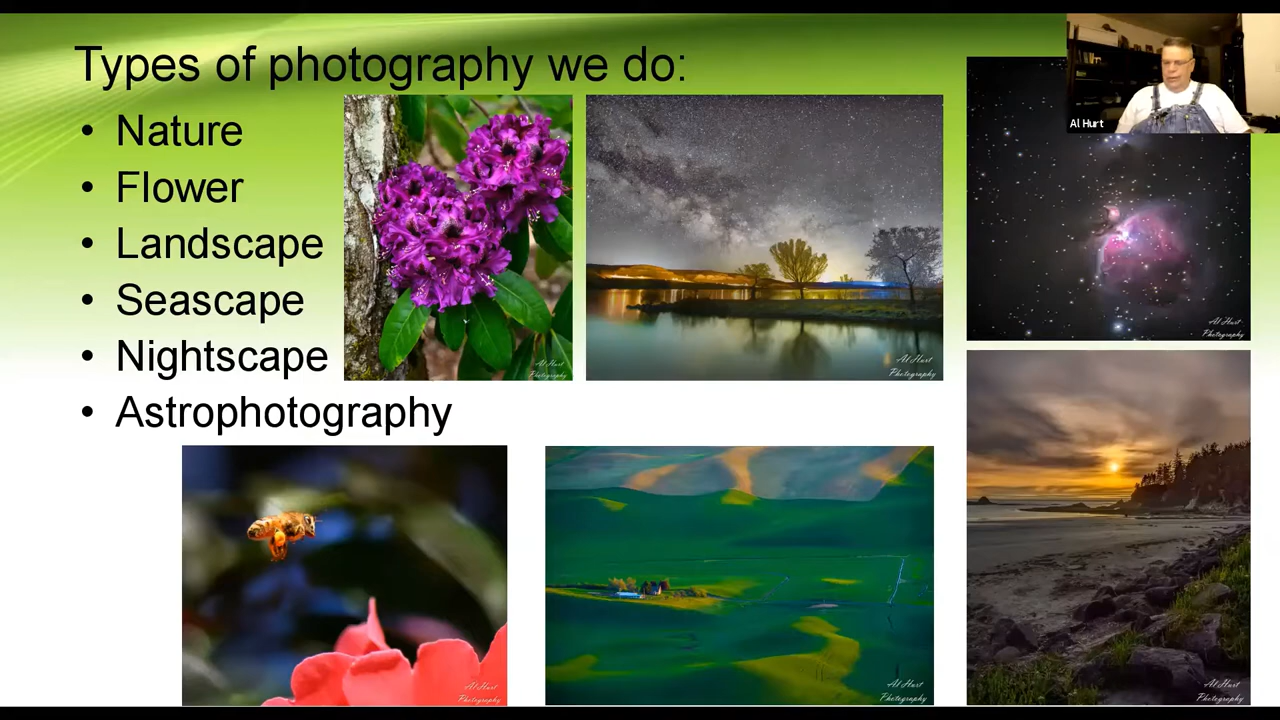 Types of photography we do:
• Nature
• Flower
• Landscape
• Seascape
• Nightscape
• Astrophotography
Al Hurt
Al Hurt
Photography
Al Hurt
Photography
Al Hurt
Photography
Al Hurt
Photography
Al Hurt
Photography
Al Hurt
Photography